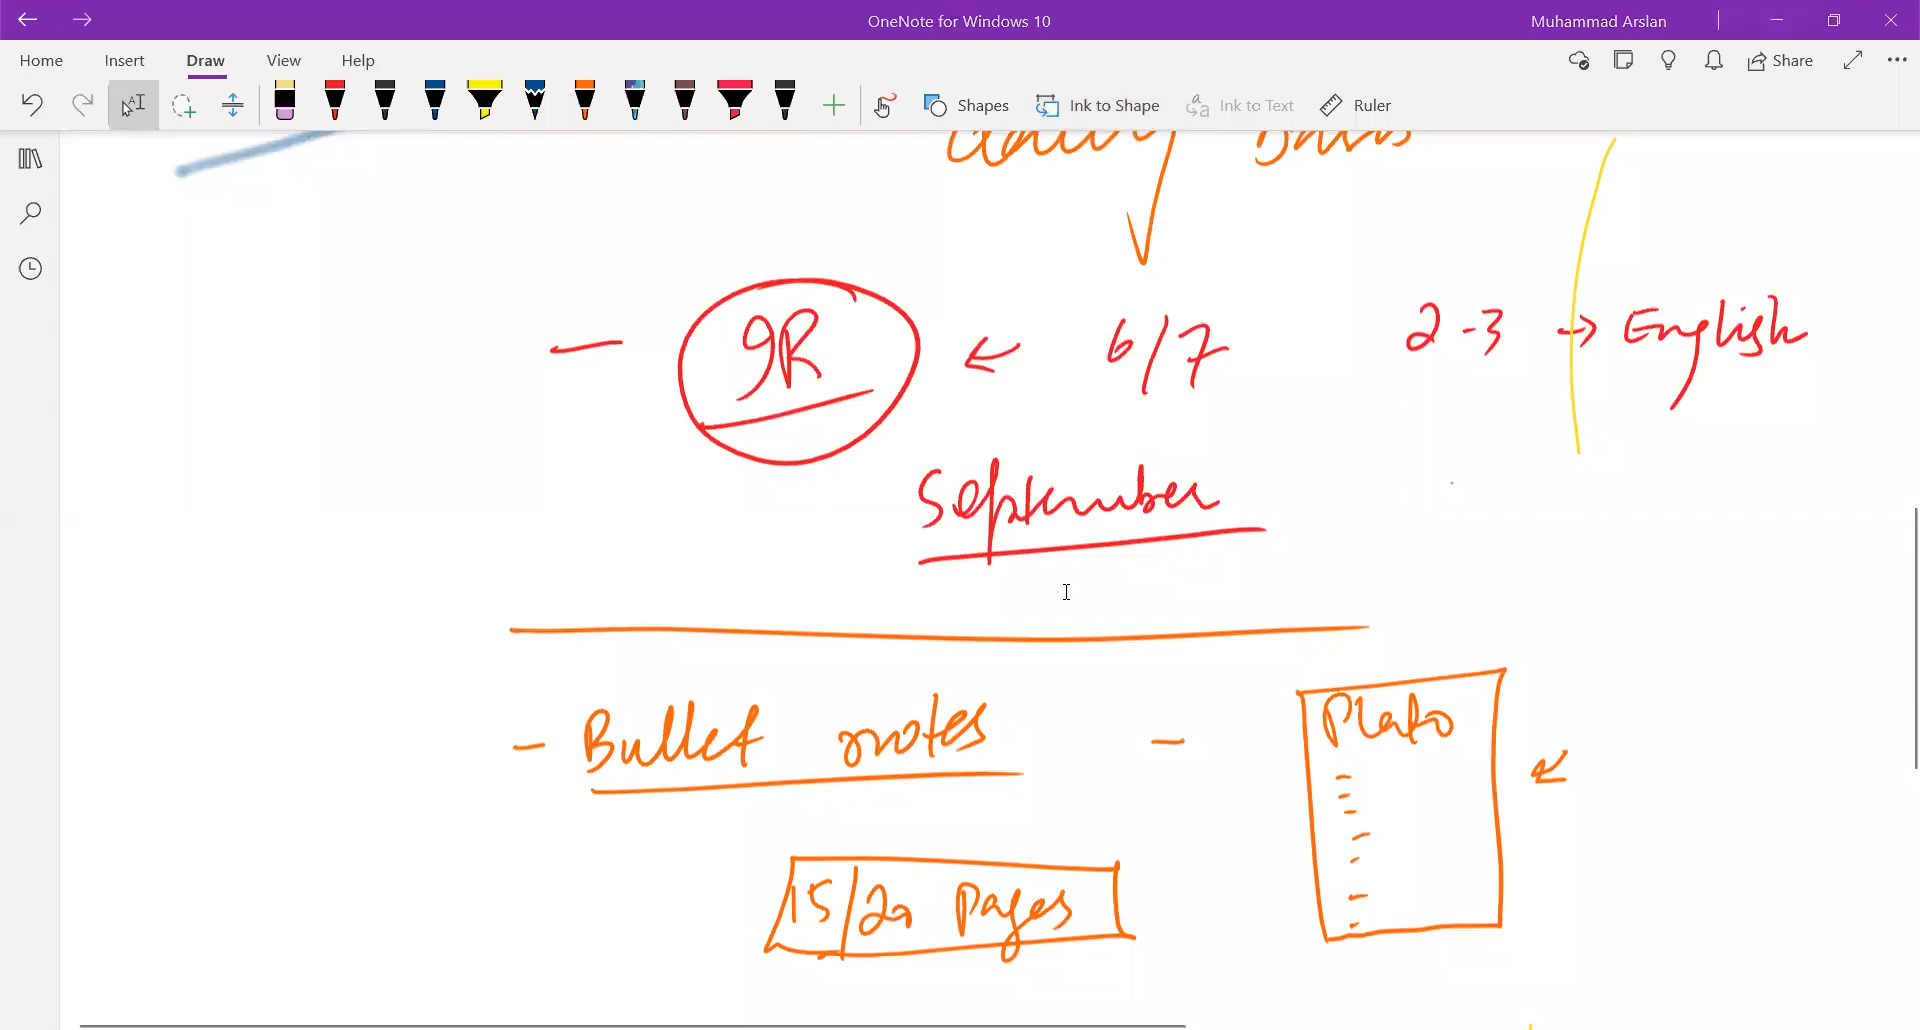 OneNote for Windows 10
Muhammad Arslan
Home Insert Draw View Help
Share
Shapes Ink to Shape Ink to Text Ruler
6/7 2-3 → English
September
- Bullet notes -
Plato
15/20 Pages